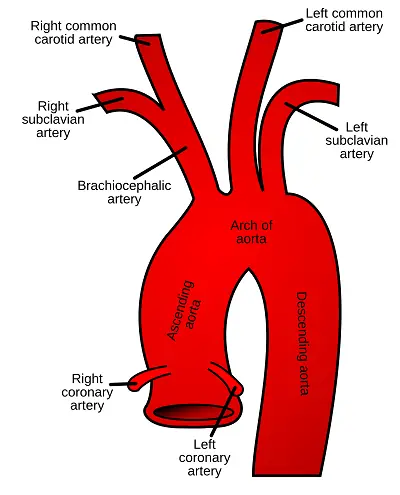 Right common
carotid artery
Left common
carotid artery
Right
subclavian
artery
Left
subclavian
artery
Brachiocephalic
artery
Arch of
aorta
Ascending
aorta
Descending aorta
Right
coronary
artery
Left
coronary
artery